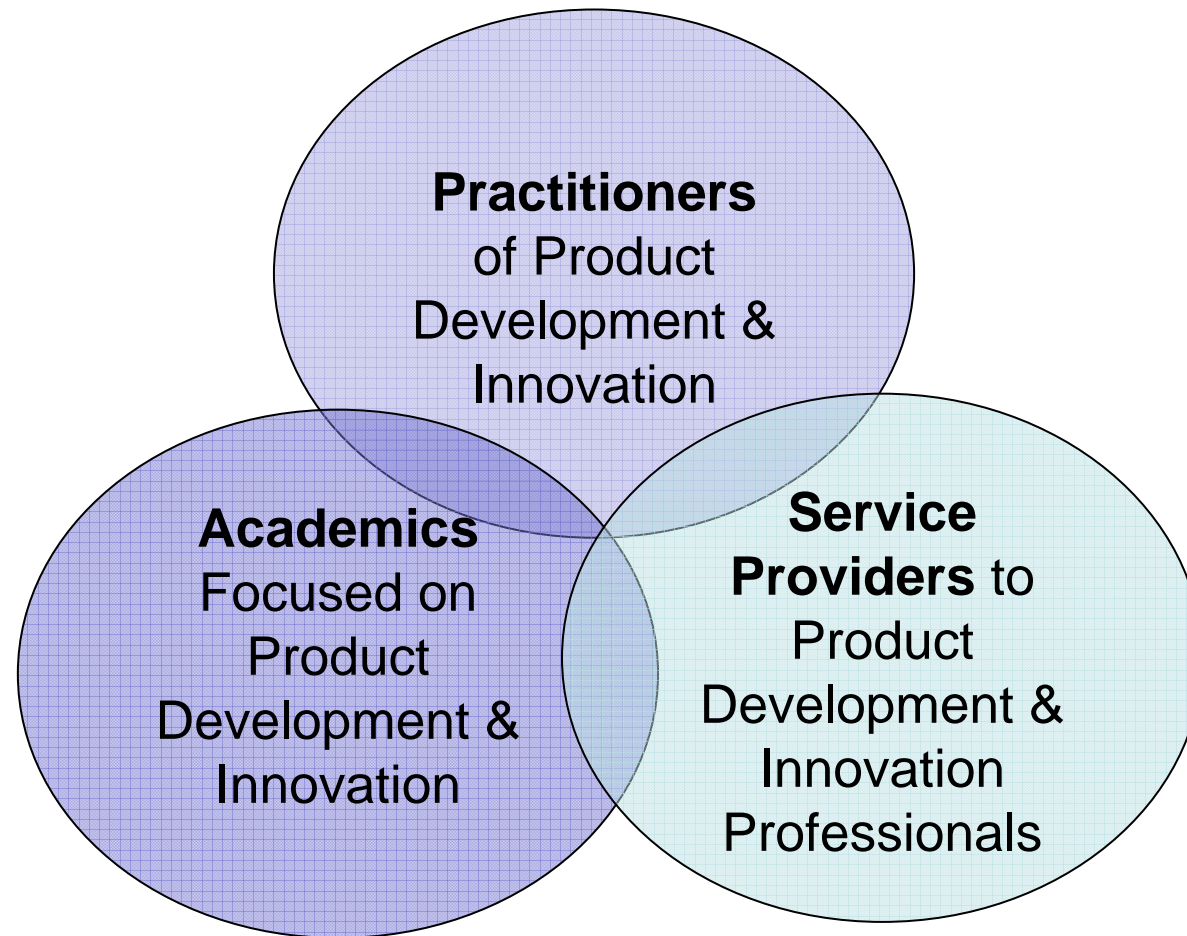 Practitioners
of Product
Development &
Innovation
Academics
Focused on
Product
Development &
Innovation
Service
Providers to
Product
Development &
Innovation
Professionals